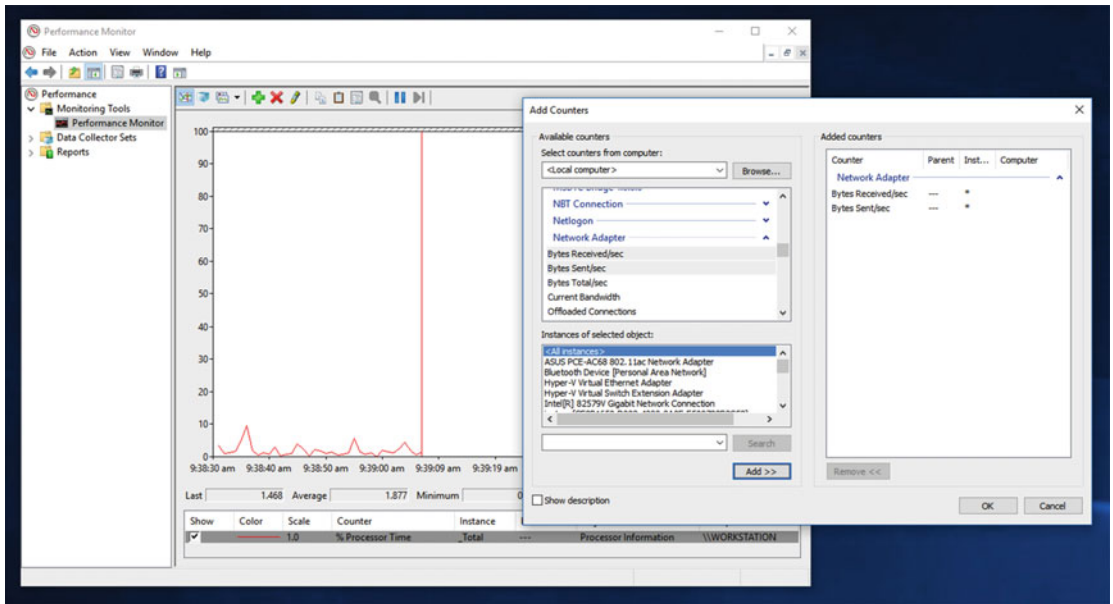 Performance Monitor
File Action View Window Help
Performance
Monitoring Tools
Performance Monitor
Data Collector Sets
Reports
100
90
80
70
60
50
40
30
20
10
0
9:38:30 am 9:38:40 am 9:38:50 am 9:39:00 am 9:39:09 am 9:39:19 am
Last 1.468 Average 1.877 Minimum 0
Show Color Scale Counter Instance
1.0 % Processor Time _Total --- Processor Information \\WORKSTATION
Add Counters
Available counters
Select counters from computer:
<Local computer>
Browse...
NBT Connection
Netlogon
Network Adapter
Bytes Received/sec
Bytes Sent/sec
Bytes Total/sec
Current Bandwidth
Offloaded Connections
Instances of selected object:
<All instances>
ASUS PCE-AC68 802.11ac Network Adapter
Bluetooth Device [Personal Area Network]
Hyper-V Virtual Ethernet Adapter
Hyper-V Virtual Switch Extension Adapter
Intel[R] 82579V Gigabit Network Connection
Search
Add >>
Show description
Added counters
Counter Parent Inst... Computer
Network Adapter
Bytes Received/sec --- *
Bytes Sent/sec --- *
Remove <<
OK Cancel